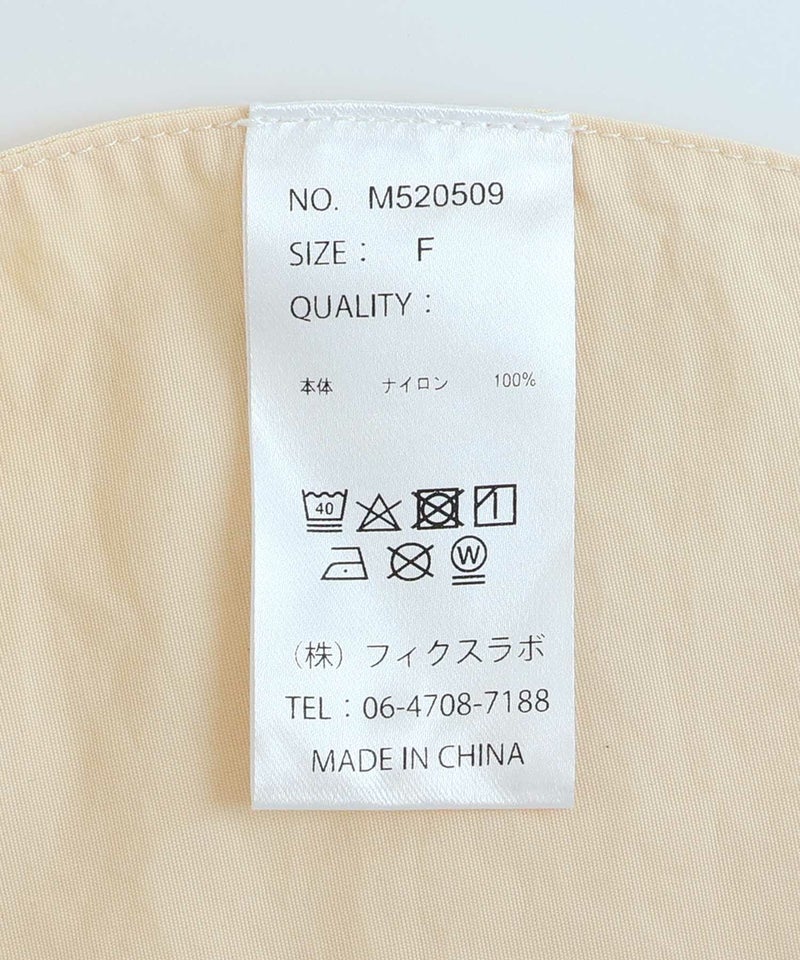 NO. M520509
SIZE： F
QUALITY：
本体 ナイロン 100%
40
W
（株）フィクスラボ
TEL：06-4708-7188
MADE IN CHINA